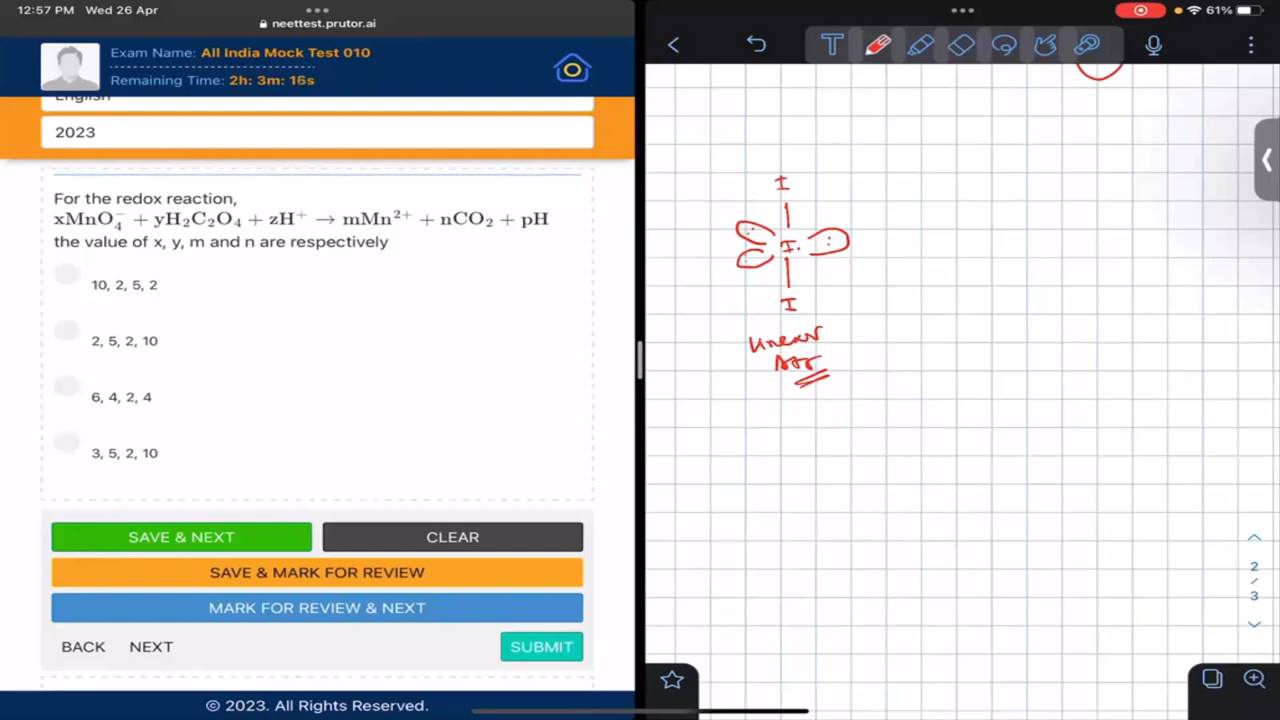 12:57 PM Wed 26 Apr
neettest.prutor.ai
61%
Exam Name: All India Mock Test 010
Remaining Time: 2h: 3m: 16s
English
2023
For the redox reaction,
xMnO₄⁻ + yH₂C₂O₄ + zH⁺ → mMn²⁺ + nCO₂ + pH
the value of x, y, m and n are respectively
10, 2, 5, 2
2, 5, 2, 10
6, 4, 2, 4
3, 5, 2, 10
SAVE & NEXT
CLEAR
SAVE & MARK FOR REVIEW
MARK FOR REVIEW & NEXT
BACK
NEXT
SUBMIT
© 2023. All Rights Reserved.
T
I
I
I
Linear
2
/
3